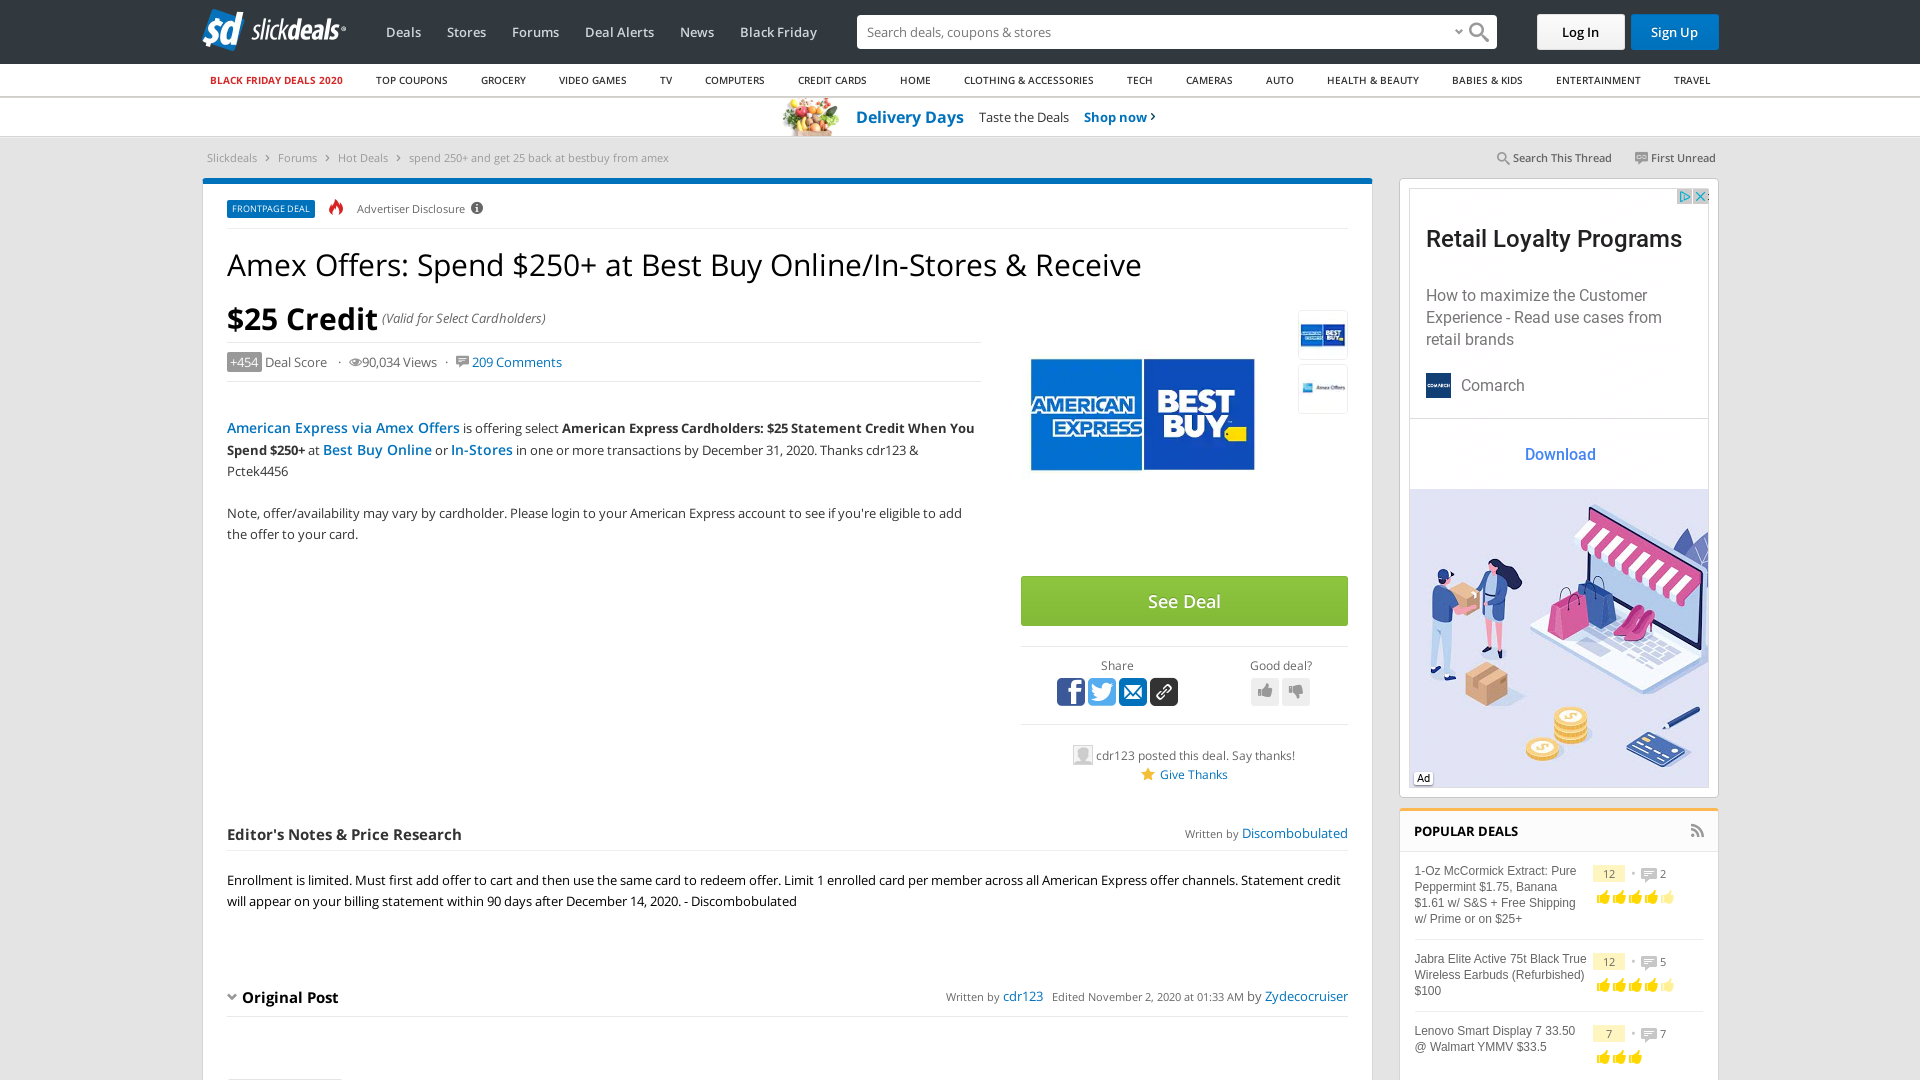 sd slickdeals
Deals Stores Forums Deal Alerts News Black Friday
Search deals, coupons & stores
Log In
Sign Up
BLACK FRIDAY DEALS 2020 TOP COUPONS GROCERY VIDEO GAMES TV COMPUTERS CREDIT CARDS HOME CLOTHING & ACCESSORIES TECH CAMERAS AUTO HEALTH & BEAUTY BABIES & KIDS ENTERTAINMENT TRAVEL
Delivery Days Taste the Deals Shop now
Slickdeals Forums Hot Deals spend 250+ and get 25 back at bestbuy from amex
Search This Thread First Unread
FRONTPAGE DEAL Advertiser Disclosure
Amex Offers: Spend $250+ at Best Buy Online/In-Stores & Receive
$25 Credit (Valid for Select Cardholders)
+454 Deal Score · 90,034 Views · 209 Comments
American Express via Amex Offers is offering select American Express Cardholders: $25 Statement Credit When You
Spend $250+ at Best Buy Online or In-Stores in one or more transactions by December 31, 2020. Thanks cdr123 &
Pctek4456
Note, offer/availability may vary by cardholder. Please login to your American Express account to see if you're eligible to add
the offer to your card.
AMERICAN
EXPRESS
BEST
BUY
Amex Offers
See Deal
Share
Good deal?
cdr123 posted this deal. Say thanks!
Give Thanks
Editor's Notes & Price Research
Written by Discombobulated
Enrollment is limited. Must first add offer to cart and then use the same card to redeem offer. Limit 1 enrolled card per member across all American Express offer channels. Statement credit
will appear on your billing statement within 90 days after December 14, 2020. - Discombobulated
Original Post
Written by cdr123 Edited November 2, 2020 at 01:33 AM by Zydecocruiser
Retail Loyalty Programs
How to maximize the Customer
Experience - Read use cases from
retail brands
COMARCH
Comarch
Download
Ad
POPULAR DEALS
1-Oz McCormick Extract: Pure
Peppermint $1.75, Banana
$1.61 w/ S&S + Free Shipping
w/ Prime or on $25+
12 • 2
Jabra Elite Active 75t Black True
Wireless Earbuds (Refurbished)
$100
12 • 5
Lenovo Smart Display 7 33.50
@ Walmart YMMV $33.5
7 • 7